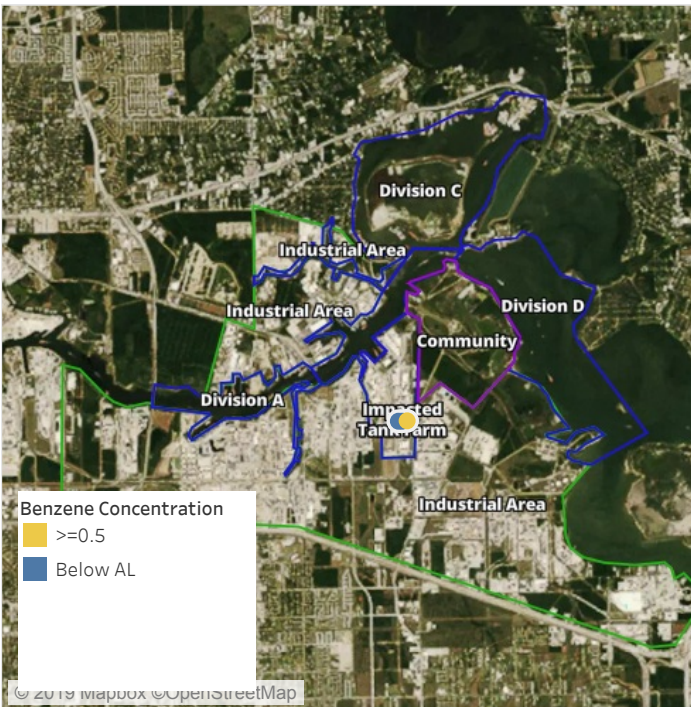 Division C
Industrial Area
Division D
Industrial Area
Community
Division A
Impacted
Tank Farm
Industrial Area
Benzene Concentration
>=0.5
Below AL
© 2019 Mapbox ©OpenStreetMap